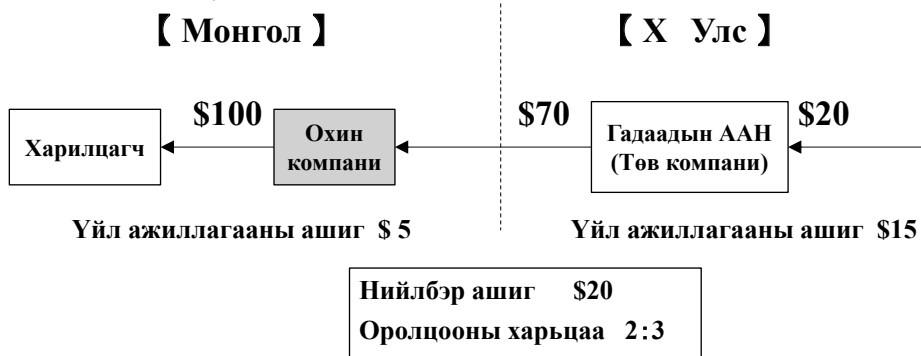 【 Монгол 】
【 X Улс 】
$100
$70
$20
Харилцагч
Охин
компани
Гадаадын ААН
(Төв компани)
Үйл ажиллагааны ашиг $ 5
Үйл ажиллагааны ашиг $15
Нийлбэр ашиг $20
Оролцооны харьцаа 2:3